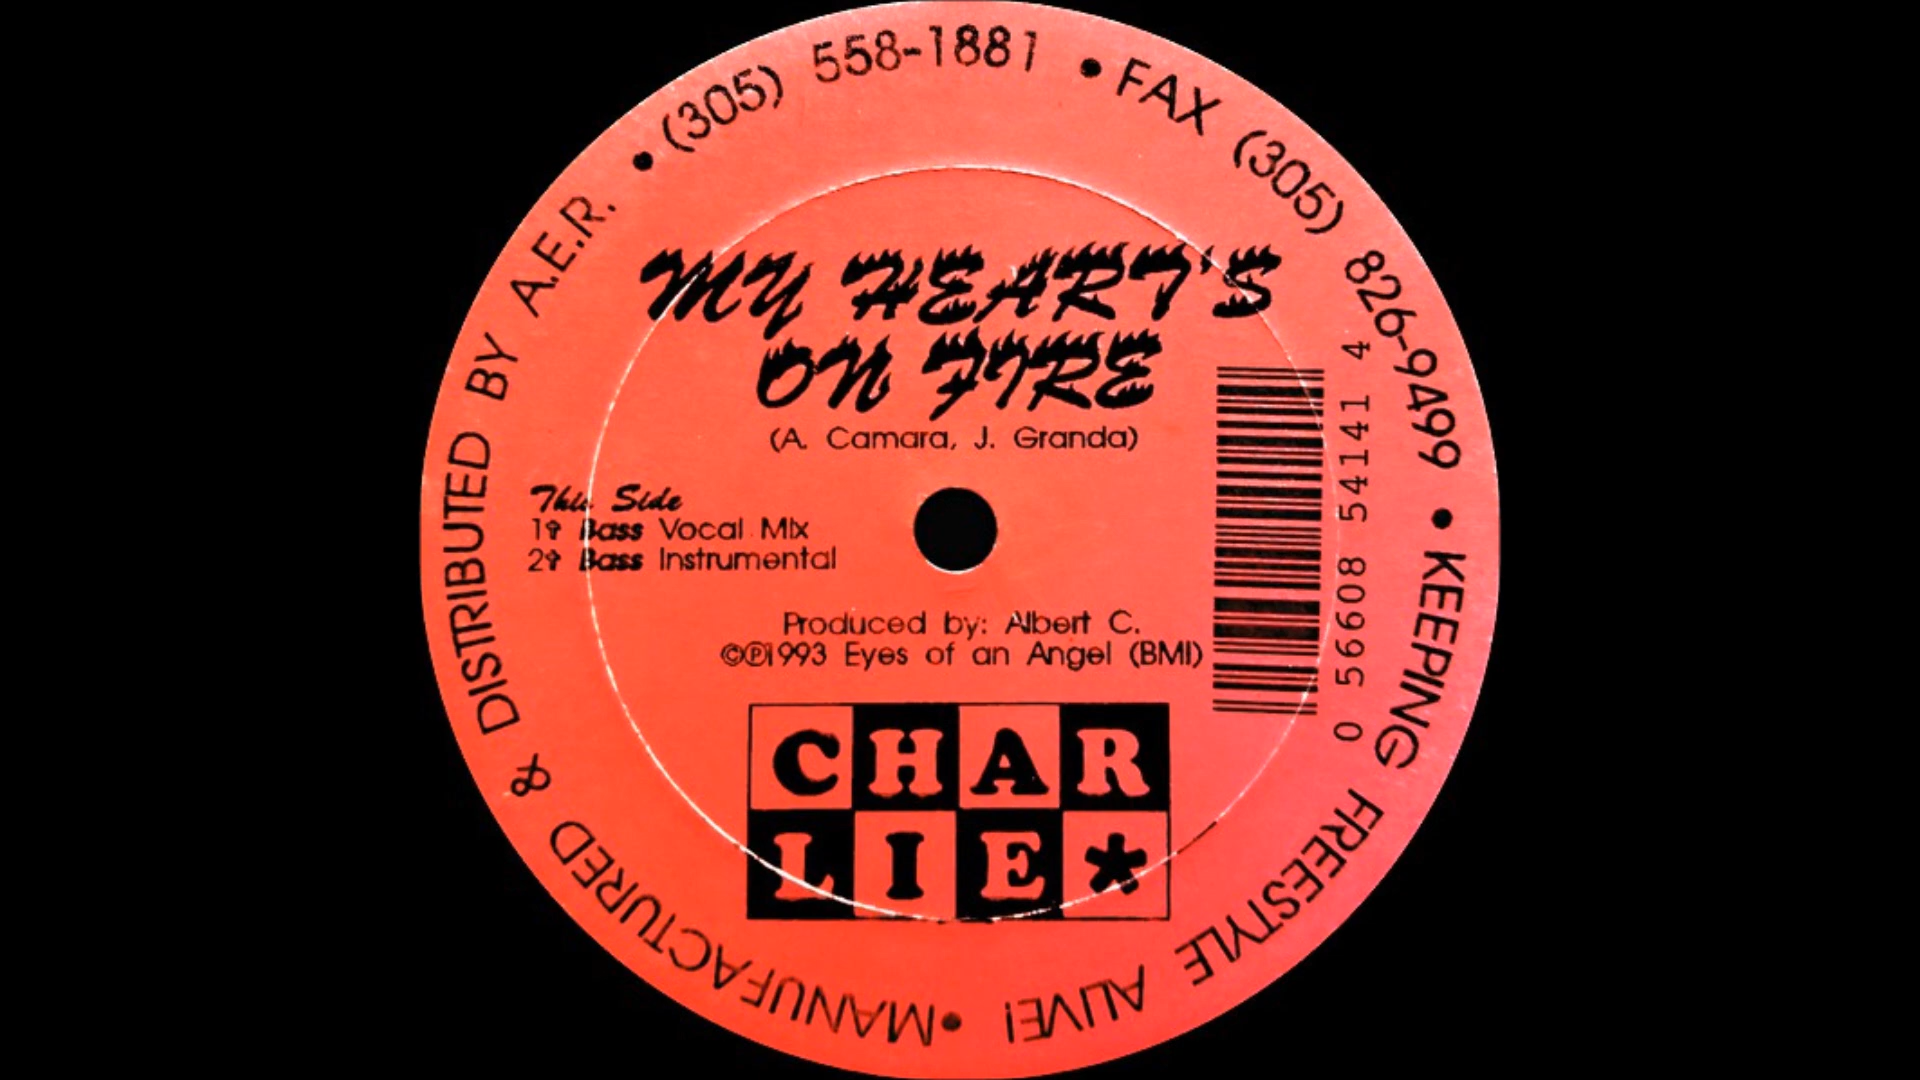 • MANUFACTURED & DISTRIBUTED BY A.E.R. • (305) 558-1881 • FAX (305) 826-9499 • KEEPING FREESTYLE ALIVE!
MY HEART'S
ON FIRE
(A. Camara, J. Granda)
This Side
1✞ Bass Vocal Mix
2✞ Bass Instrumental
Produced by: Albert C.
©℗1993 Eyes of an Angel (BMI)
CHAR
LIE*
0 56608 54141 4